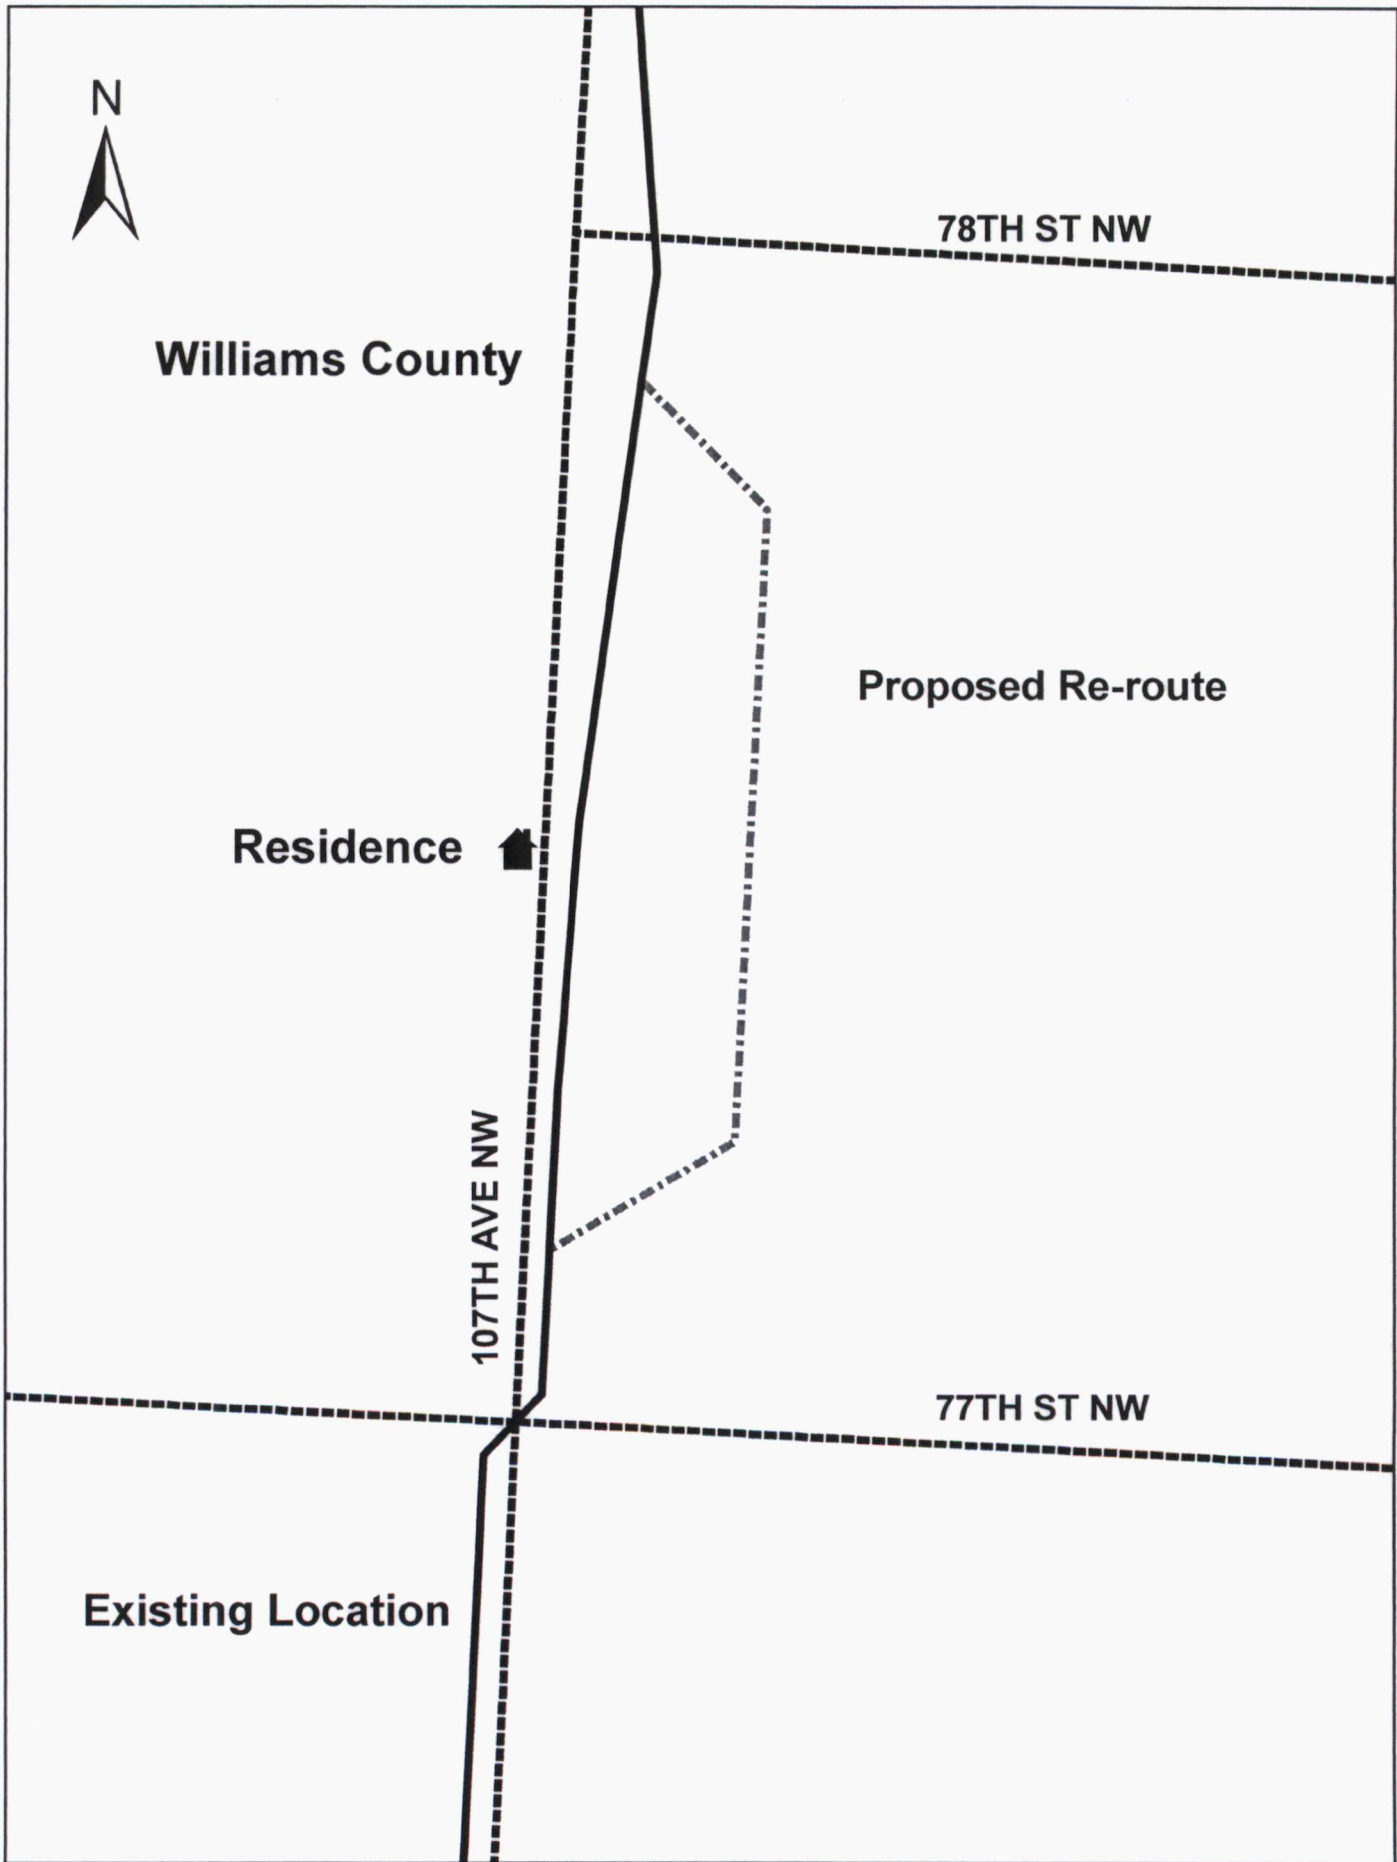 N
78TH ST NW
Williams County
Proposed Re-route
Residence
107TH AVE NW
77TH ST NW
Existing Location